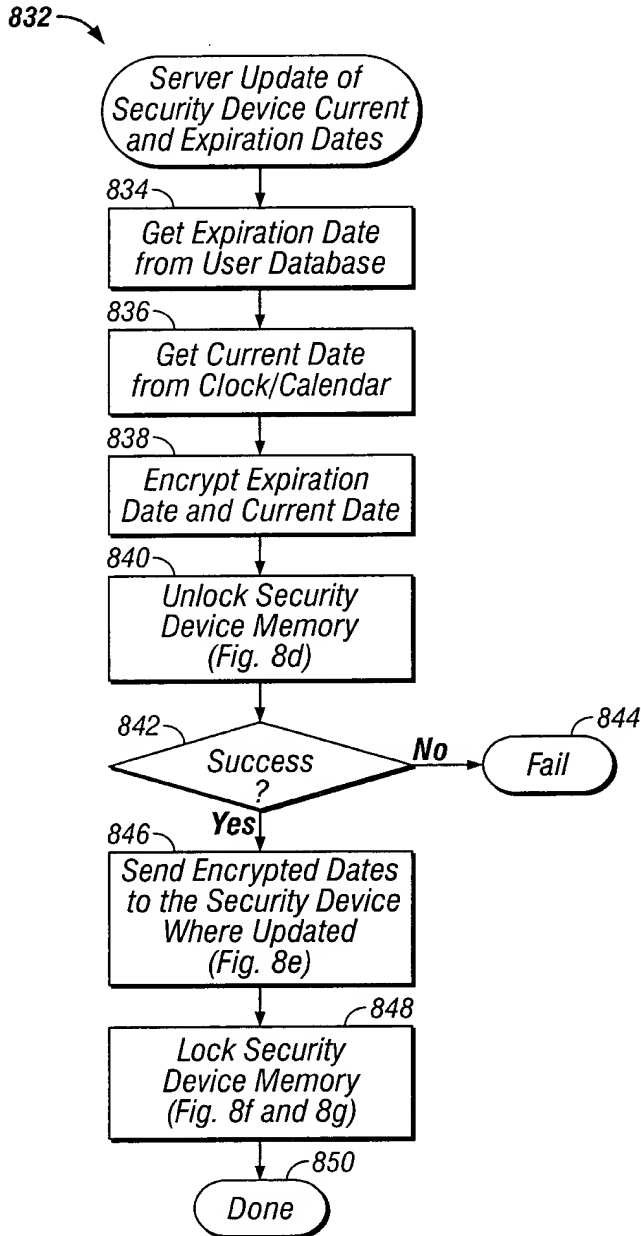 832
Server Update of
Security Device Current
and Expiration Dates
834
Get Expiration Date
from User Database
836
Get Current Date
from Clock/Calendar
838
Encrypt Expiration
Date and Current Date
840
Unlock Security
Device Memory
(Fig. 8d)
842
Success
?
No
844
Fail
Yes
846
Send Encrypted Dates
to the Security Device
Where Updated
(Fig. 8e)
848
Lock Security
Device Memory
(Fig. 8f and 8g)
850
Done